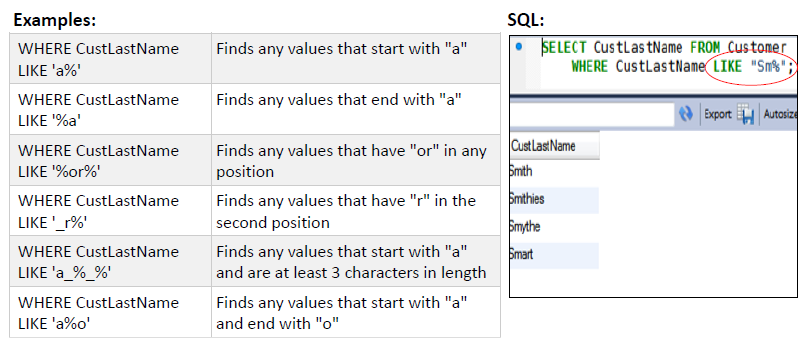 Examples:
WHERE CustLastName
LIKE 'a%'
Finds any values that start with "a"
WHERE CustLastName
LIKE '%a'
Finds any values that end with "a"
WHERE CustLastName
LIKE '%or%'
Finds any values that have "or" in any
position
WHERE CustLastName
LIKE '_r%'
Finds any values that have "r" in the
second position
WHERE CustLastName
LIKE 'a_%_%'
Finds any values that start with "a"
and are at least 3 characters in length
WHERE CustLastName
LIKE 'a%o'
Finds any values that start with "a"
and end with "o"
SQL:
SELECT CustLastName FROM Customer
WHERE CustLastName LIKE "Sm%";
Export Autosize
CustLastName
Smith
Smithies
Smythe
Smart